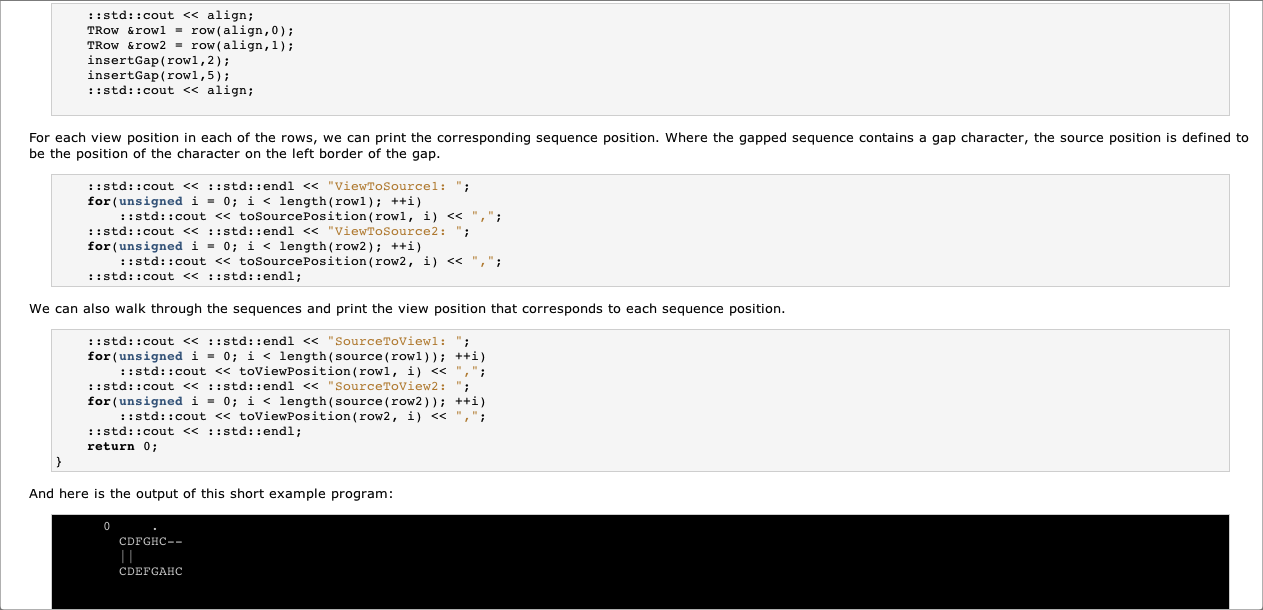 ::std::cout << align;
TRow &row1 = row(align,0);
TRow &row2 = row(align,1);
insertGap(row1,2);
insertGap(row1,5);
::std::cout << align;
For each view position in each of the rows, we can print the corresponding sequence position. Where the gapped sequence contains a gap character, the source position is defined to
be the position of the character on the left border of the gap.
::std::cout << ::std::endl << "ViewToSource1: ";
for(unsigned i = 0; i < length(row1); ++i)
::std::cout << toSourcePosition(row1, i) << ",";
::std::cout << ::std::endl << "ViewToSource2: ";
for(unsigned i = 0; i < length(row2); ++i)
::std::cout << toSourcePosition(row2, i) << ",";
::std::cout << ::std::endl;
We can also walk through the sequences and print the view position that corresponds to each sequence position.
::std::cout << ::std::endl << "SourceToView1: ";
for(unsigned i = 0; i < length(source(row1)); ++i)
::std::cout << toViewPosition(row1, i) << ",";
::std::cout << ::std::endl << "SourceToView2: ";
for(unsigned i = 0; i < length(source(row2)); ++i)
::std::cout << toViewPosition(row2, i) << ",";
::std::cout << ::std::endl;
return 0;
}
And here is the output of this short example program:
0 .
CDFGHC--
||
CDEFGAHC